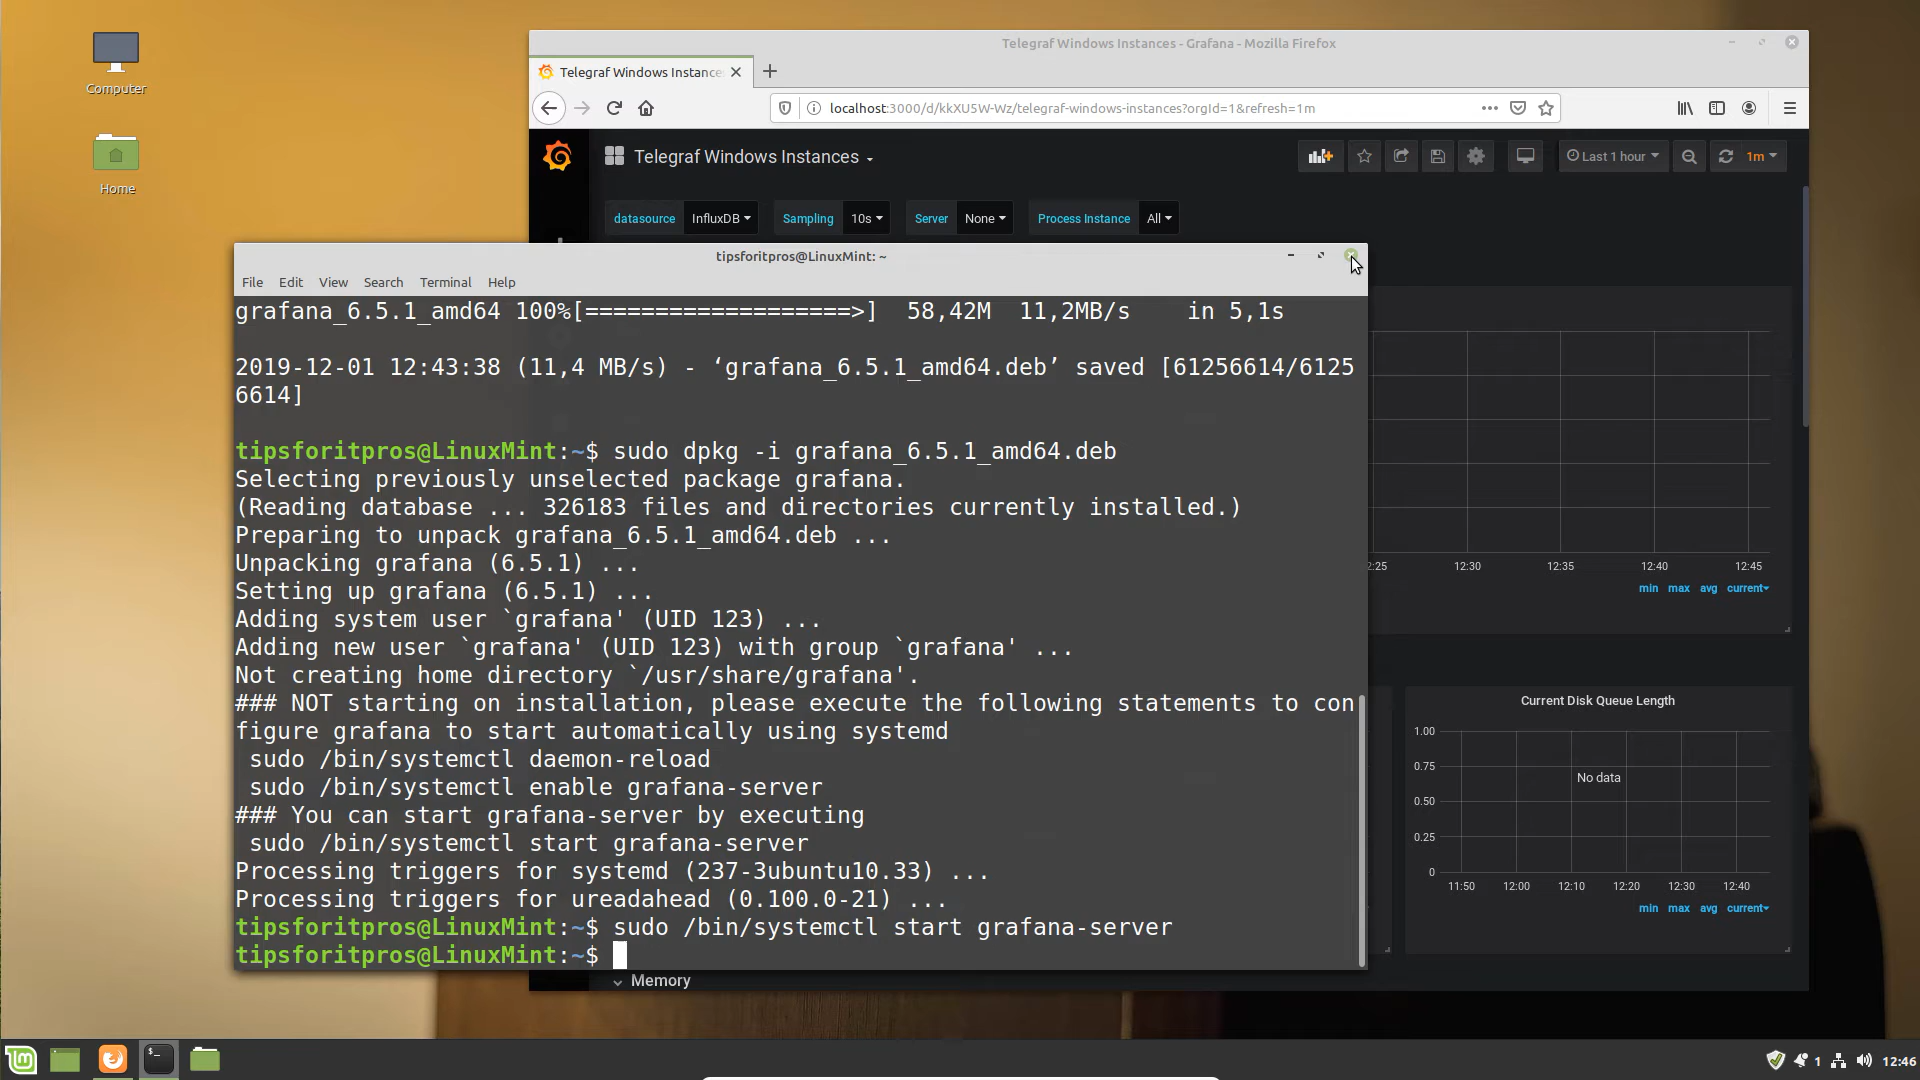 Computer
Home
Telegraf Windows Instances - Grafana - Mozilla Firefox
Telegraf Windows Instance
localhost:3000/d/kkXU5W-Wz/telegraf-windows-instances?orgId=1&refresh=1m
Telegraf Windows Instances
Last 1 hour
1m
datasource InfluxDB Sampling 10s Server None Process Instance All
tipsforitpros@LinuxMint: ~
File Edit View Search Terminal Help
grafana_6.5.1_amd64 100%[===================>]  58,42M  11,2MB/s    in 5,1s
2019-12-01 12:43:38 (11,4 MB/s) - ‘grafana_6.5.1_amd64.deb’ saved [61256614/6125
6614]
tipsforitpros@LinuxMint:~$ sudo dpkg -i grafana_6.5.1_amd64.deb
Selecting previously unselected package grafana.
(Reading database ... 326183 files and directories currently installed.)
Preparing to unpack grafana_6.5.1_amd64.deb ...
Unpacking grafana (6.5.1) ...
Setting up grafana (6.5.1) ...
Adding system user `grafana' (UID 123) ...
Adding new user `grafana' (UID 123) with group `grafana' ...
Not creating home directory `/usr/share/grafana'.
### NOT starting on installation, please execute the following statements to con
figure grafana to start automatically using systemd
 sudo /bin/systemctl daemon-reload
 sudo /bin/systemctl enable grafana-server
### You can start grafana-server by executing
 sudo /bin/systemctl start grafana-server
Processing triggers for systemd (237-3ubuntu10.33) ...
Processing triggers for ureadahead (0.100.0-21) ...
tipsforitpros@LinuxMint:~$ sudo /bin/systemctl start grafana-server
tipsforitpros@LinuxMint:~$
:25 12:30 12:35 12:40 12:45
min max avg current
Current Disk Queue Length
1.00
0.75
No data
0.50
0.25
0
11:50 12:00 12:10 12:20 12:30 12:40
min max avg current
Memory
1
12:46